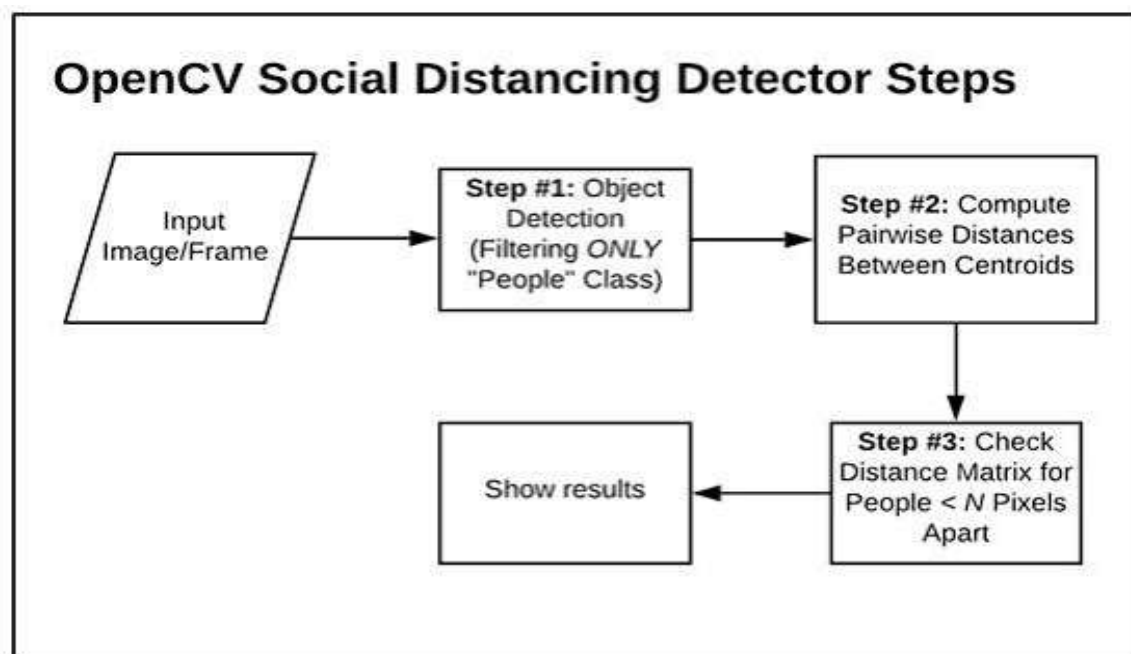 OpenCV Social Distancing Detector Steps
Input
Image/Frame
Step #1: Object
Detection
(Filtering ONLY
"People" Class)
Step #2: Compute
Pairwise Distances
Between Centroids
Step #3: Check
Distance Matrix for
People < N Pixels
Apart
Show results